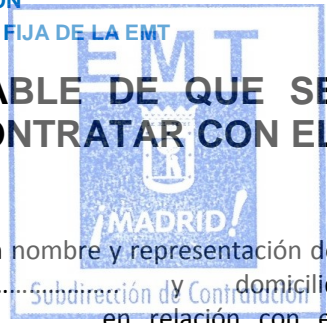 ÓN
FIJA DE LA EMT
EMT
ABLE DE QUE SE
ONTRATAR CON EL
¡MADRID!
nombre y representación de
y domicilio
Subdirección de Contratación
en relación con e